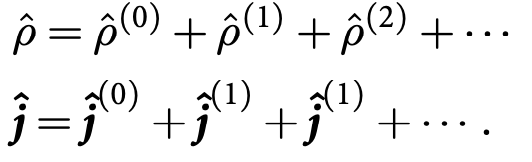 ρ̂ = ρ̂⁽⁰⁾ + ρ̂⁽¹⁾ + ρ̂⁽²⁾ + ⋯
ĵ = ĵ⁽⁰⁾ + ĵ⁽¹⁾ + ĵ⁽¹⁾ + ⋯ .